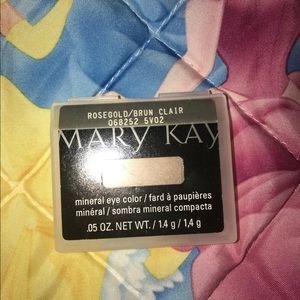 ROSEGOLD/BRUN CLAIR
068252 5V02
MARY KAY
mineral eye color / fard à paupières
minéral / sombra mineral compacta
.05 OZ. NET WT. / 1,4 g / 1.4 g